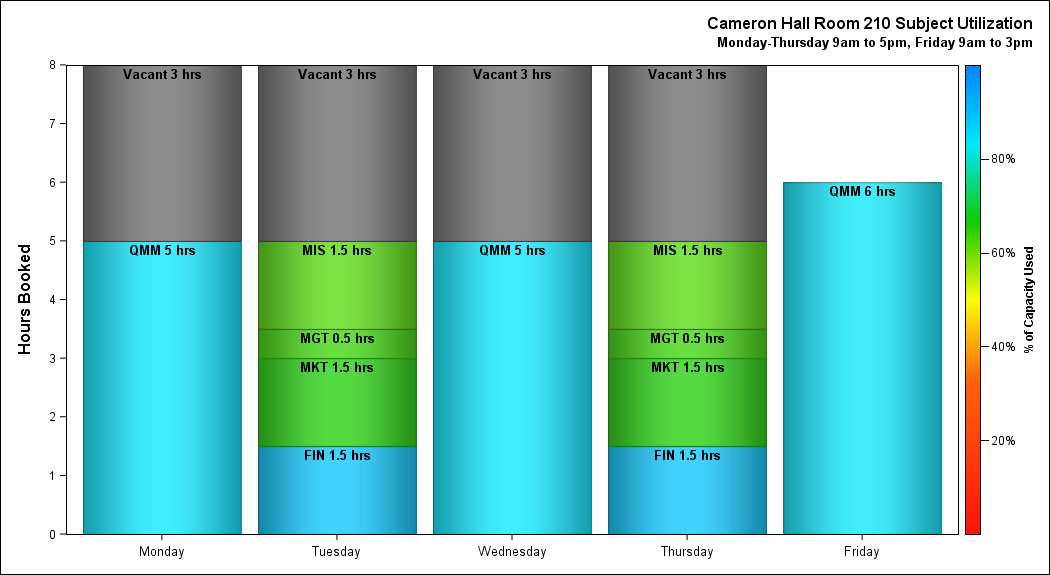 Cameron Hall Room 210 Subject Utilization
Monday-Thursday 9am to 5pm, Friday 9am to 3pm
Hours Booked
8
7
6
5
4
3
2
1
0
Vacant 3 hrs
QMM 5 hrs
Vacant 3 hrs
MIS 1.5 hrs
MGT 0.5 hrs
MKT 1.5 hrs
FIN 1.5 hrs
Vacant 3 hrs
QMM 5 hrs
Vacant 3 hrs
MIS 1.5 hrs
MGT 0.5 hrs
MKT 1.5 hrs
FIN 1.5 hrs
QMM 6 hrs
Monday
Tuesday
Wednesday
Thursday
Friday
80%
60%
40%
20%
% of Capacity Used